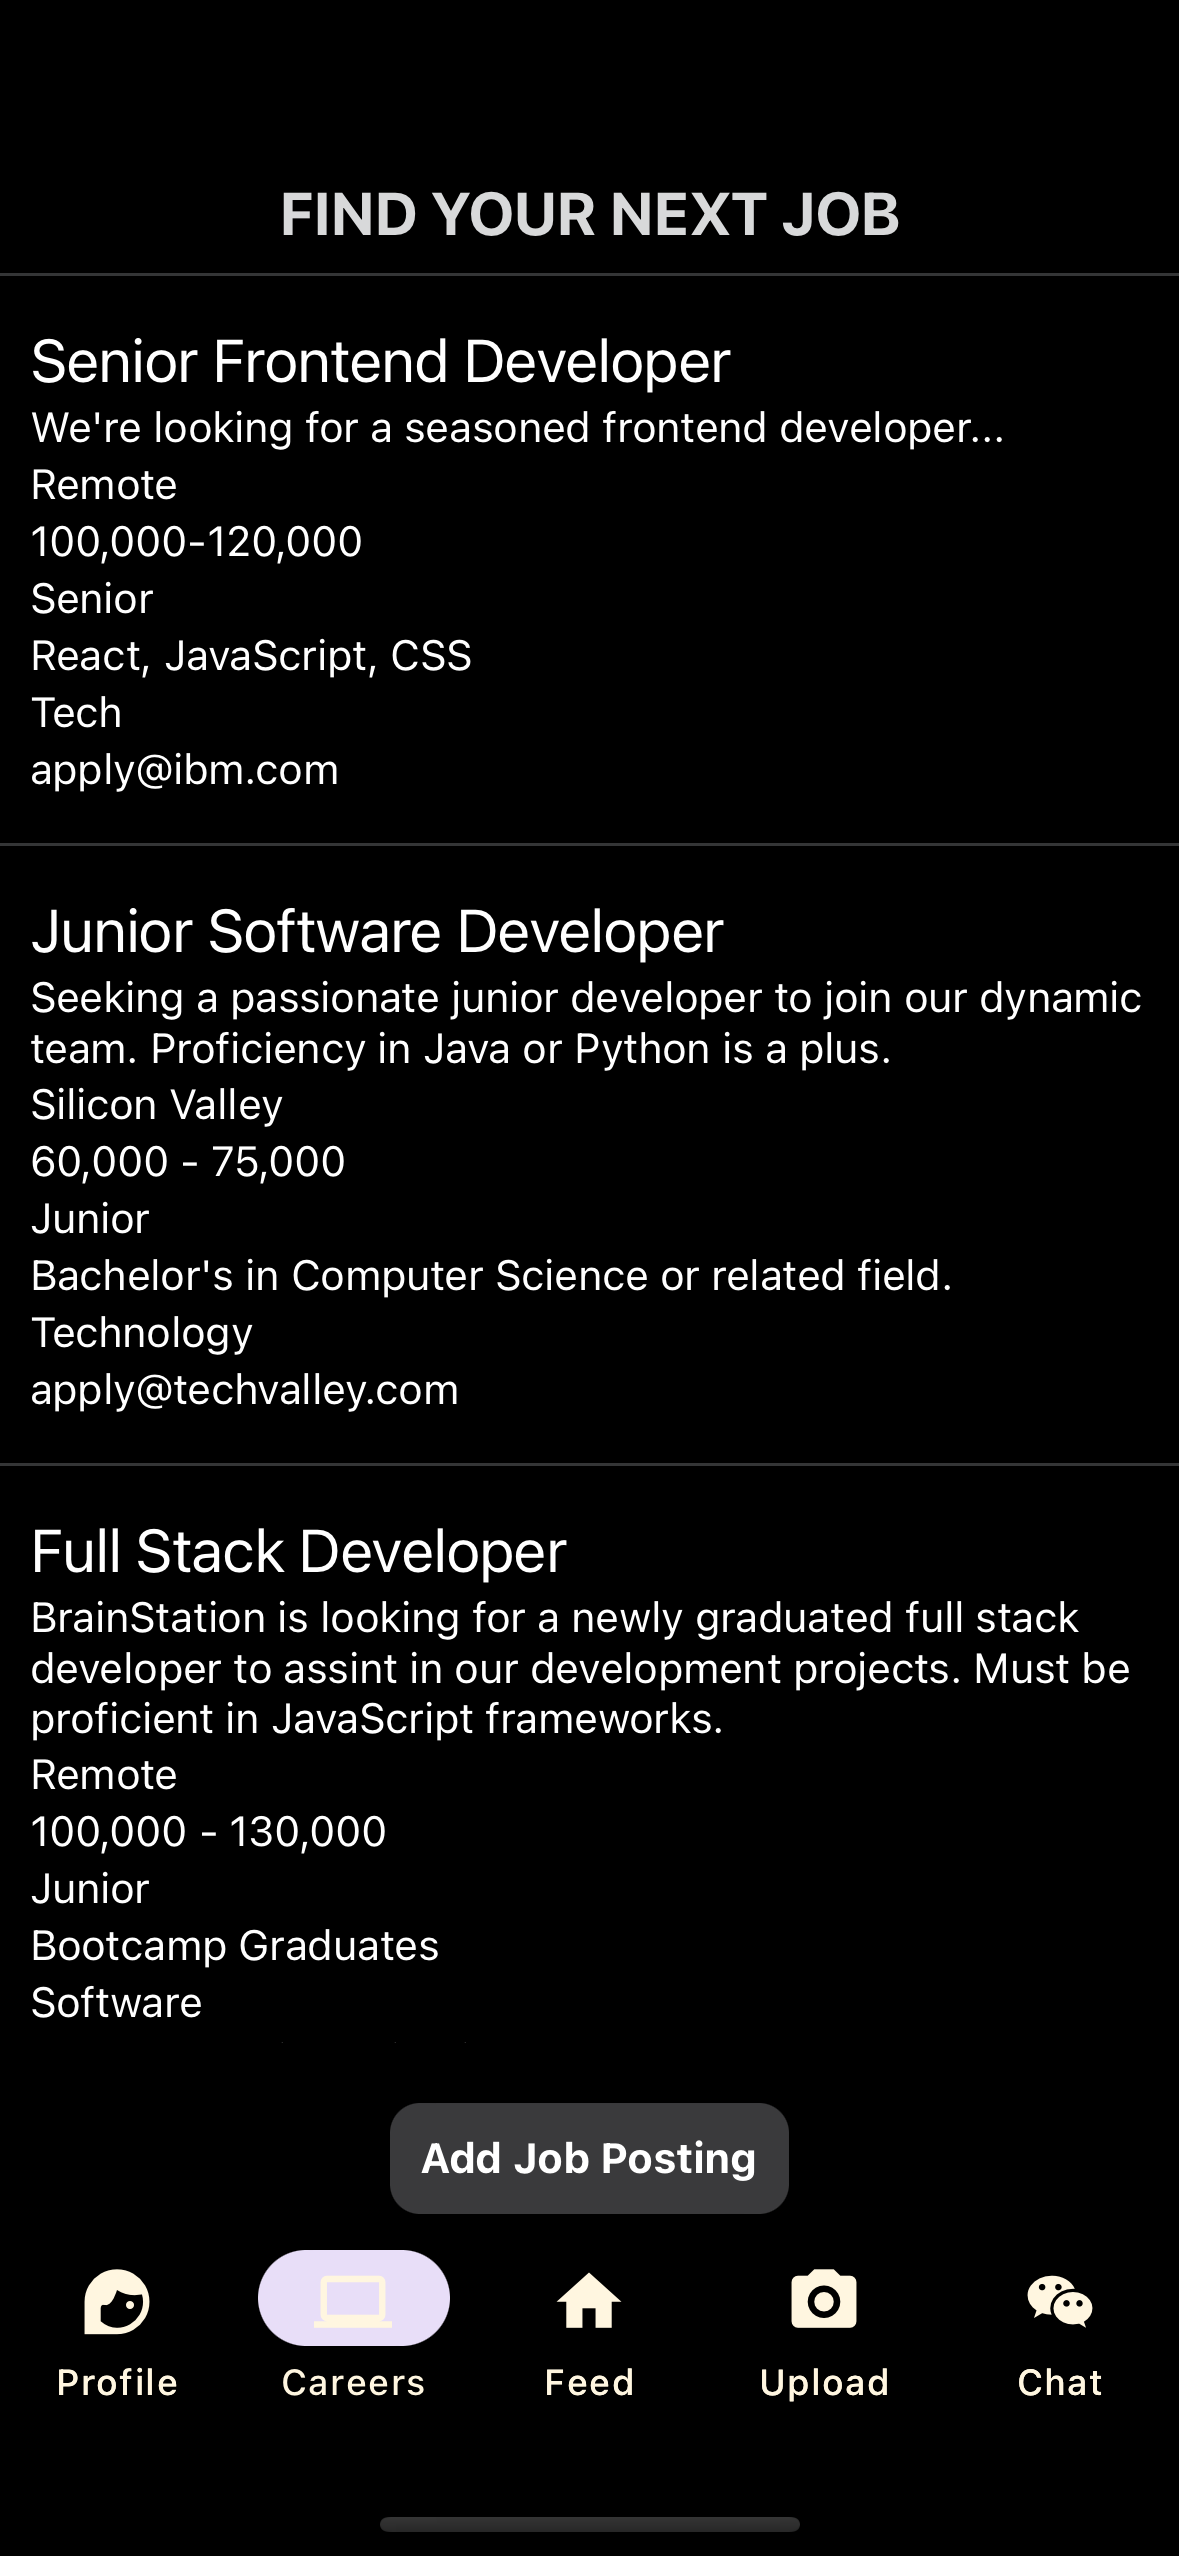 FIND YOUR NEXT JOB
Senior Frontend Developer
We're looking for a seasoned frontend developer...
Remote
100,000-120,000
Senior
React, JavaScript, CSS
Tech
apply@ibm.com
Junior Software Developer
Seeking a passionate junior developer to join our dynamic
team. Proficiency in Java or Python is a plus.
Silicon Valley
60,000 - 75,000
Junior
Bachelor's in Computer Science or related field.
Technology
apply@techvalley.com
Full Stack Developer
BrainStation is looking for a newly graduated full stack
developer to assint in our development projects. Must be
proficient in JavaScript frameworks.
Remote
100,000 - 130,000
Junior
Bootcamp Graduates
Software
Add Job Posting
Profile
Careers
Feed
Upload
Chat